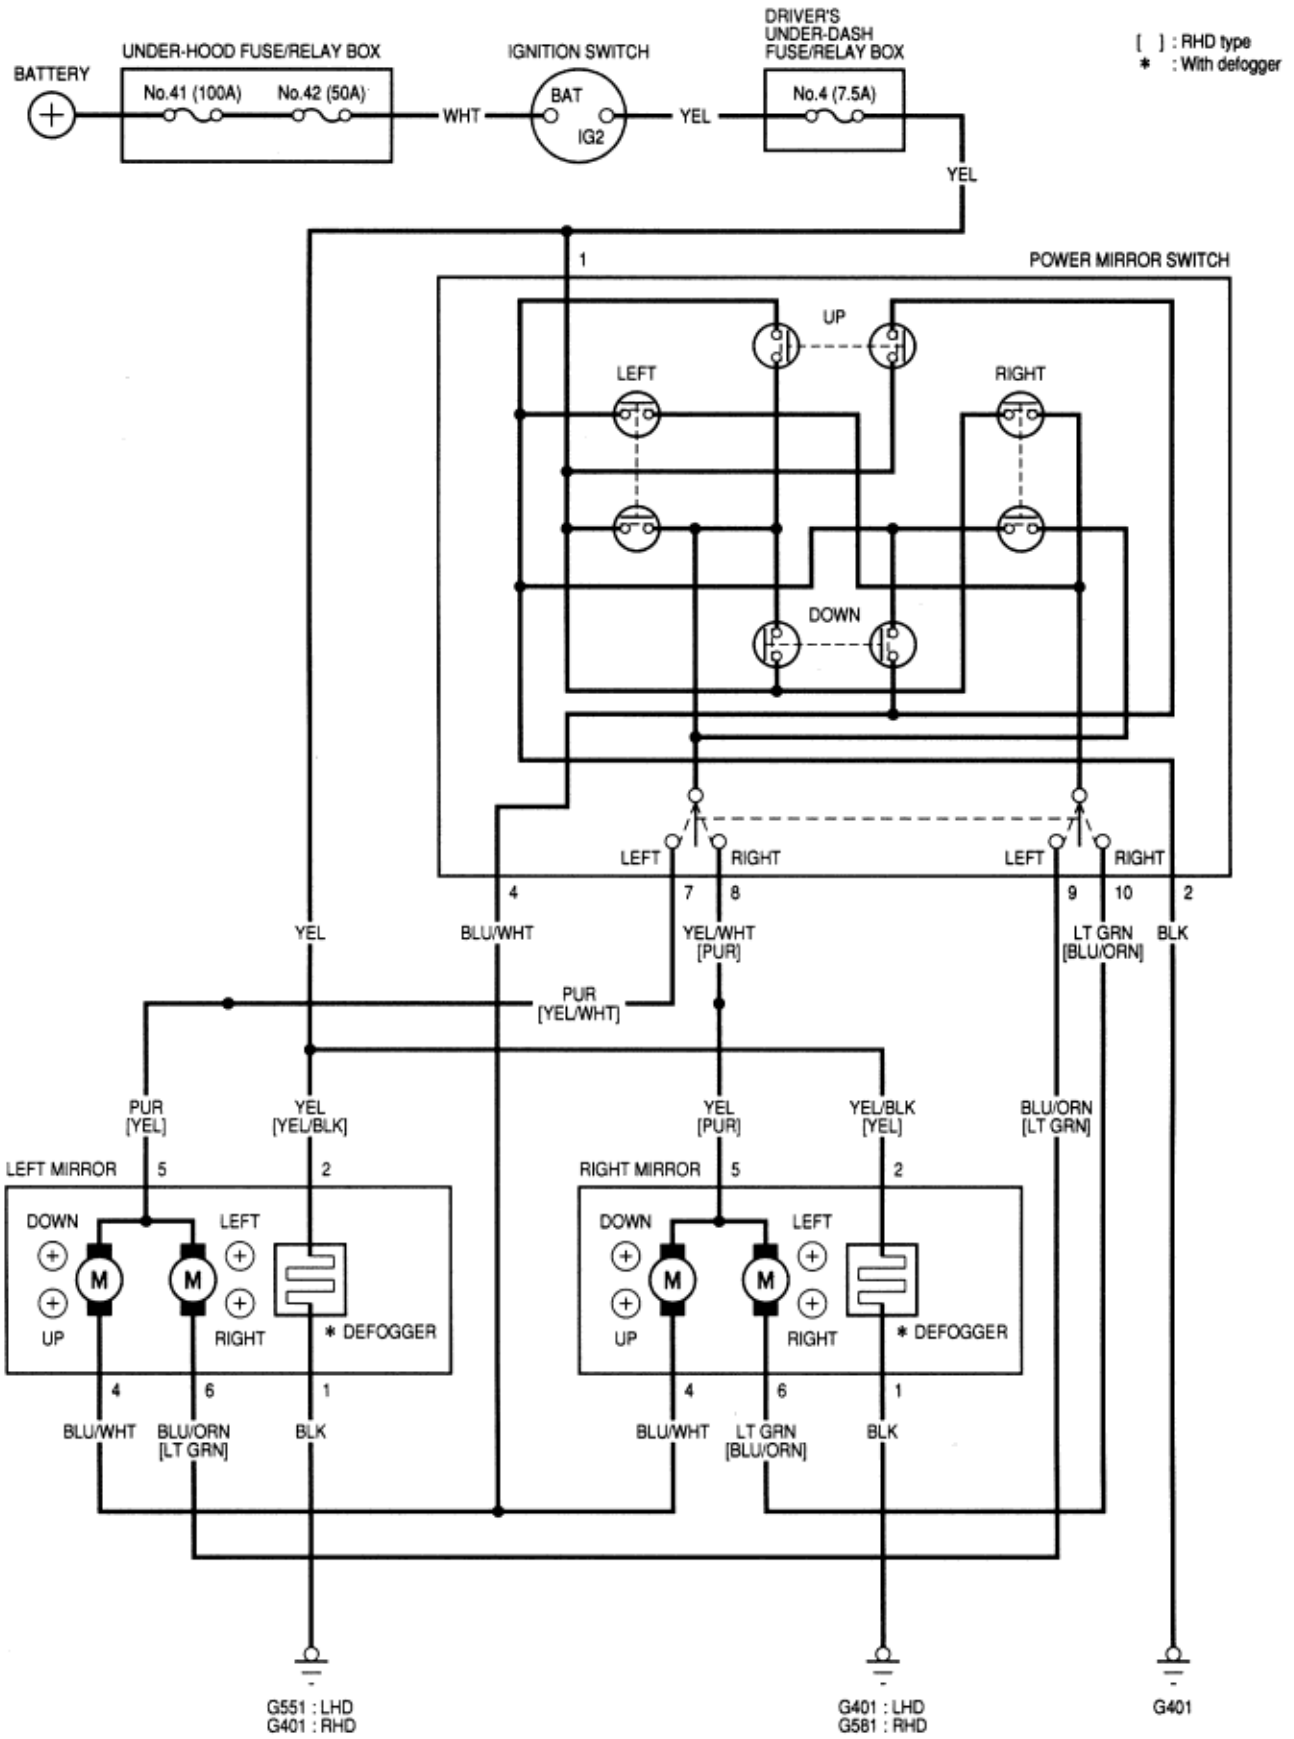 DRIVER'S
UNDER-DASH
FUSE/RELAY BOX
UNDER-HOOD FUSE/RELAY BOX
IGNITION SWITCH
[ ] : RHD type
* : With defogger
BATTERY
No.41 (100A)
No.42 (50A)
BAT
No.4 (7.5A)
+
WHT
YEL
IG2
YEL
1
POWER MIRROR SWITCH
UP
LEFT
RIGHT
DOWN
LEFT
RIGHT
LEFT
RIGHT
4
7
8
9
10
2
YEL
BLU/WHT
YEL/WHT
[PUR]
LT GRN
[BLU/ORN]
BLK
PUR
[YEL/WHT]
PUR
[YEL]
YEL
[YEL/BLK]
YEL
[PUR]
YEL/BLK
[YEL]
BLU/ORN
[LT GRN]
LEFT MIRROR
5
2
RIGHT MIRROR
5
2
DOWN
LEFT
DOWN
LEFT
+
+
+
+
M
M
M
M
+
+
+
+
UP
RIGHT
* DEFOGGER
UP
RIGHT
* DEFOGGER
4
6
1
4
6
1
BLU/WHT
BLU/ORN
[LT GRN]
BLK
BLU/WHT
LT GRN
[BLU/ORN]
BLK
G551 : LHD
G401 : RHD
G401 : LHD
G581 : RHD
G401